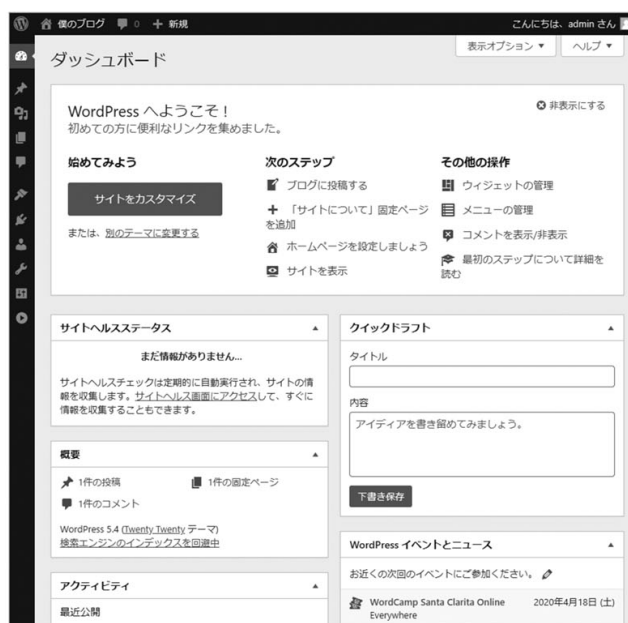 僕のブログ 0 新規 こんにちは、admin さん
表示オプション ヘルプ
ダッシュボード
WordPress へようこそ！
初めての方に便利なリンクを集めました。
非表示にする
始めてみよう
サイトをカスタマイズ
または、別のテーマに変更する
次のステップ
ブログに投稿する
「サイトについて」固定ページ
を追加
ホームページを設定しましょう
サイトを表示
その他の操作
ウィジェットの管理
メニューの管理
コメントを表示/非表示
最初のステップについて詳細を
読む
サイトヘルスステータス
まだ情報がありません...
サイトヘルスチェックは定期的に自動実行され、サイトの情
報を収集します。サイトヘルス画面にアクセスして、すぐに
情報を収集することもできます。
概要
1件の投稿 1件の固定ページ
1件のコメント
WordPress 5.4 (Twenty Twenty テーマ)
検索エンジンのインデックスを回避中
アクティビティ
最近公開
クイックドラフト
タイトル
内容
アイディアを書き留めてみましょう。
下書き保存
WordPress イベントとニュース
お近くの次回のイベントにご参加ください。
WordCamp Santa Clarita Online 2020年4月18日 (土)
Everywhere